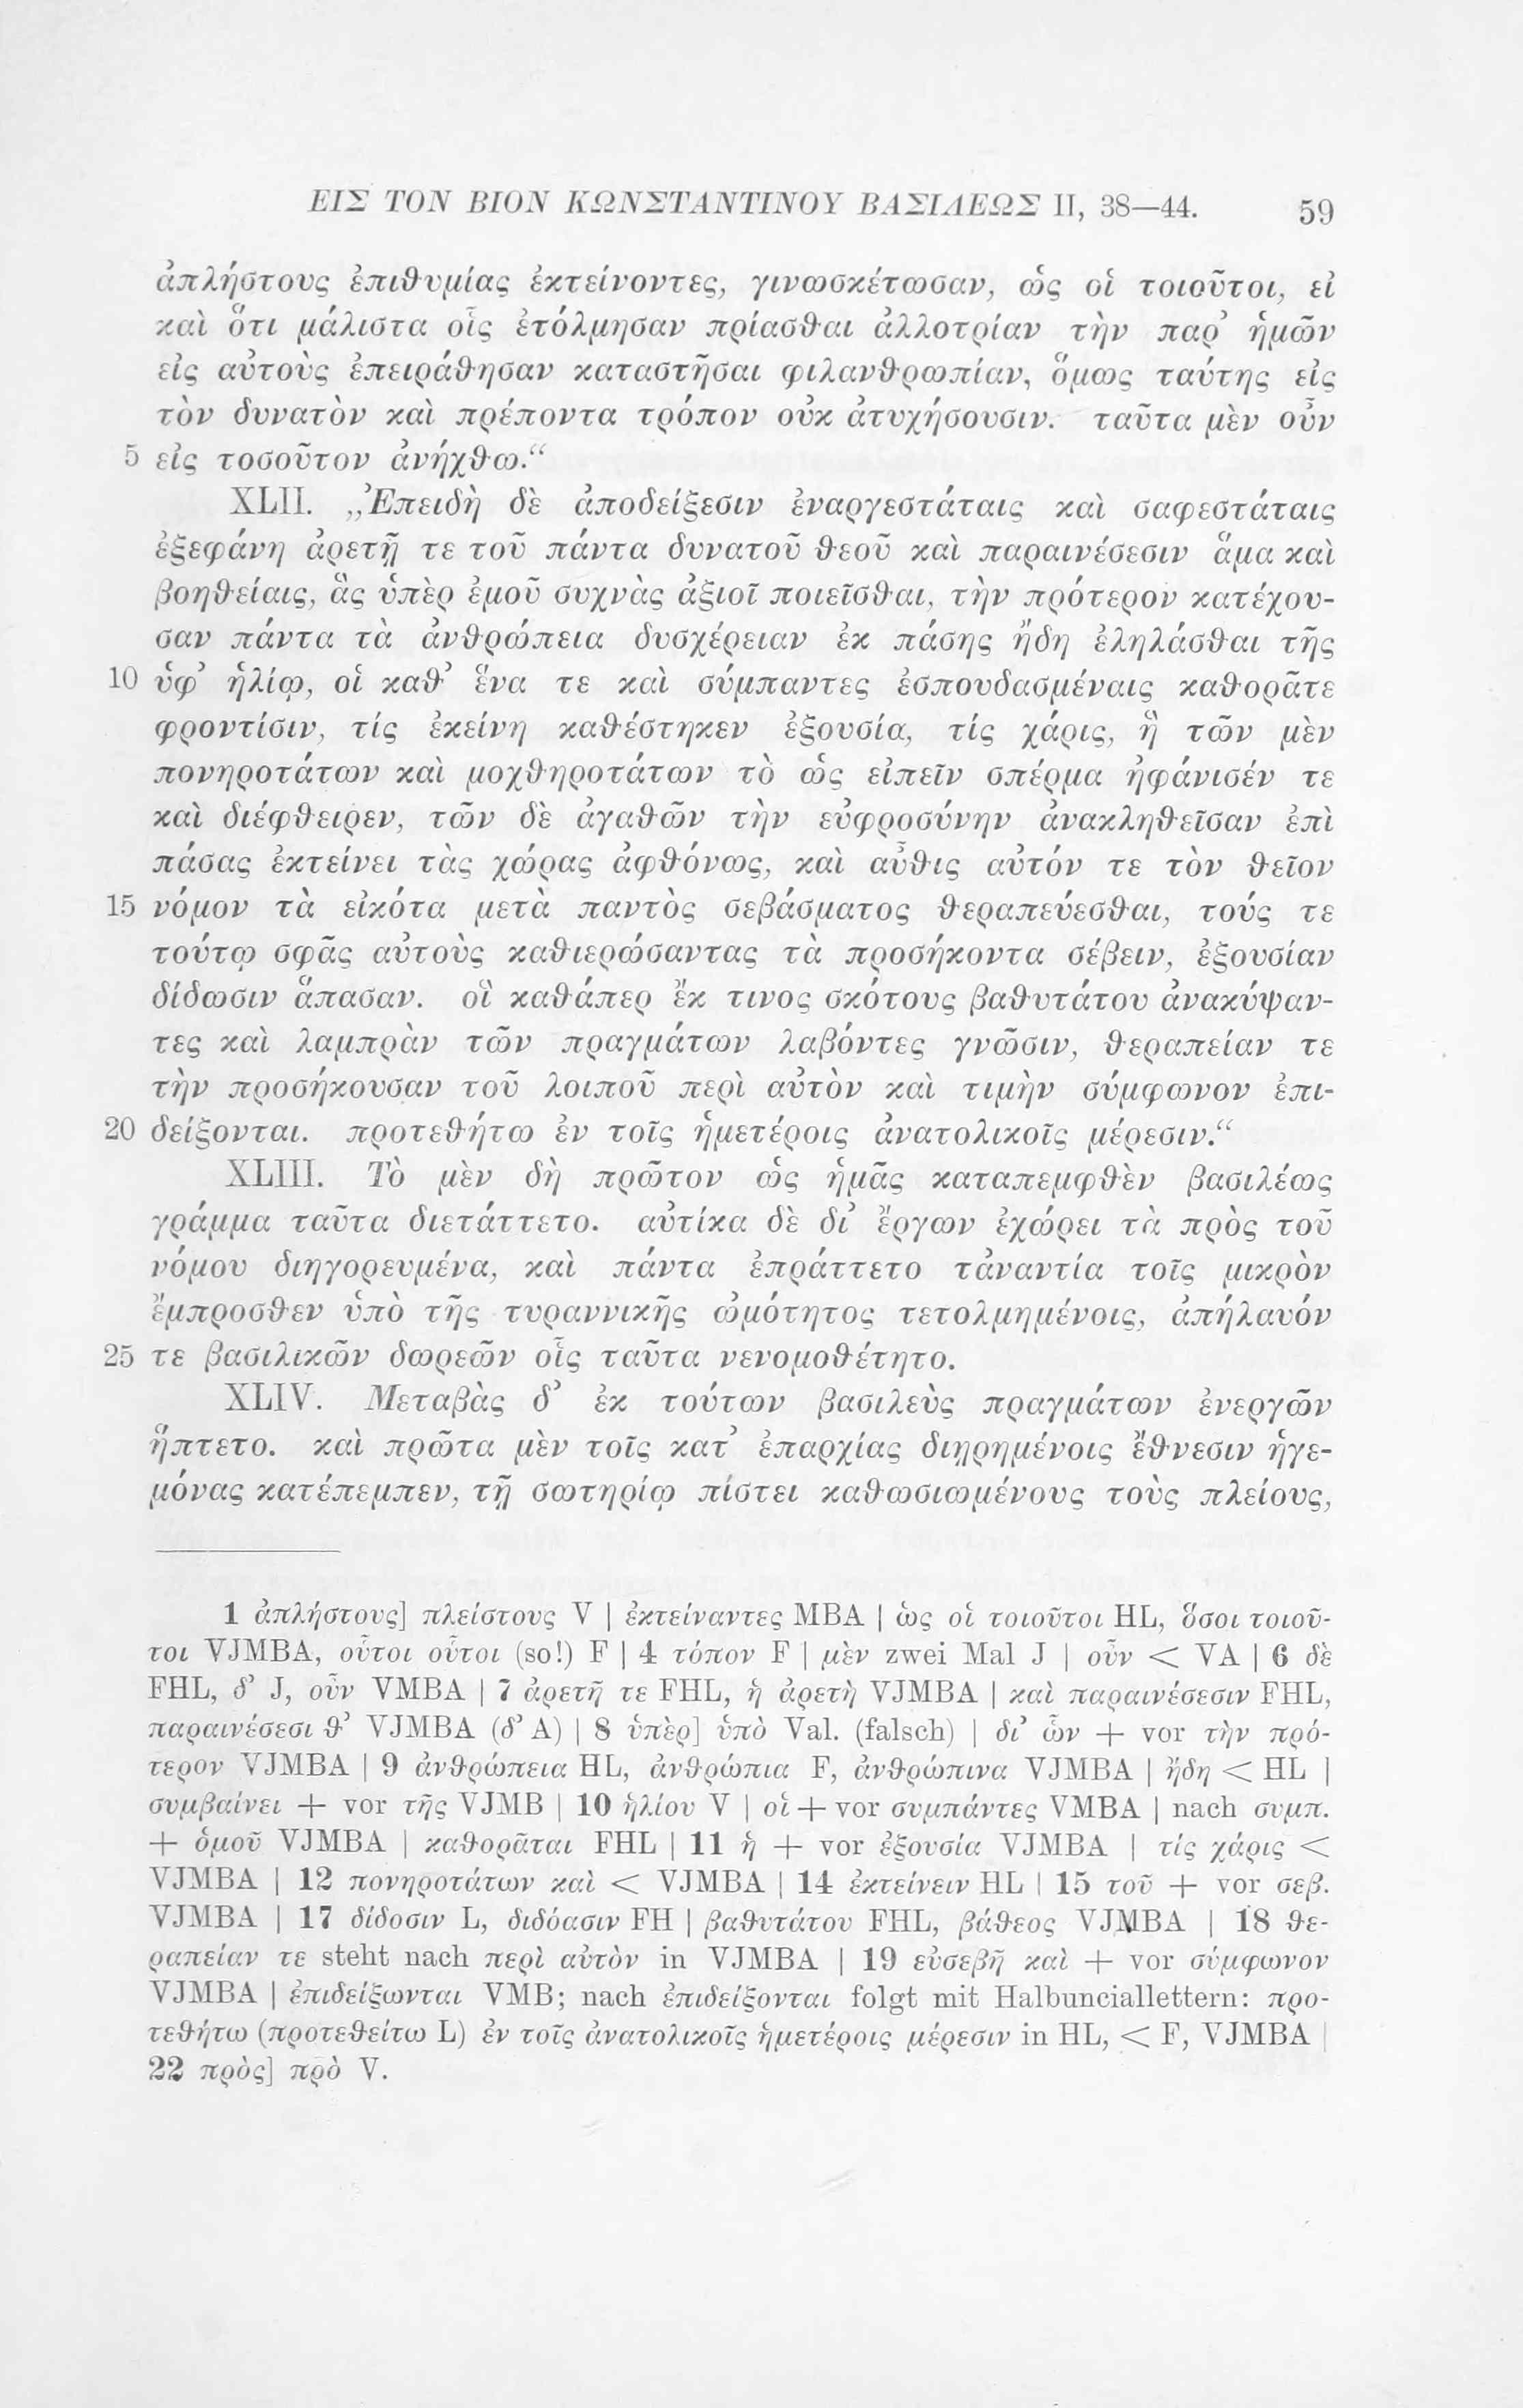 ΕΙΣ ΤΟΝ ΒΙΟΝ ΚΩΝΣΤΑΝΤΙΝΟΥ ΒΑΣΙΛΕΩΣ II, 38—44. 59
ἀπλήστους ἐπιθυμίας ἐκτείνοντες, γινωσκέτωσαν, ὡς οἱ τοιοῦτοι, εἰ
καὶ ὅτι μάλιστα οἷς ἐτόλμησαν πρίασθαι ἀλλοτρίαν τὴν παρ’ ἡμῶν
εἰς αὐτοὺς ἐπειράθησαν καταστῆσαι φιλανθρωπίαν, ὅμως ταύτης εἰς
τὸν δυνατὸν καὶ πρέποντα τρόπον οὐκ ἀτυχήσουσιν. ταῦτα μὲν οὖν
5 εἰς τοσοῦτον ἀνήχθω.“
XLII. „Ἐπειδὴ δὲ ἀποδείξεσιν ἐναργεστάταις καὶ σαφεστάταις
ἐξεφάνη ἀρετῇ τε τοῦ πάντα δυνατοῦ θεοῦ καὶ παραινέσεσιν ἅμα καὶ
βοηθείαις, ἃς ὑπὲρ ἐμοῦ συχνὰς ἀξιοῖ ποιεῖσθαι, τὴν πρότερον κατέχου-
σαν πάντα τὰ ἀνθρώπεια δυσχέρειαν ἐκ πάσης ἤδη ἐληλάσθαι τῆς
10 ὑφ’ ἡλίῳ, οἱ καθ’ ἕνα τε καὶ σύμπαντες ἐσπουδασμέναις καθορᾶτε
φροντίσιν, τίς ἐκείνη καθέστηκεν ἐξουσία, τίς χάρις, ἣ τῶν μὲν
πονηροτάτων καὶ μοχθηροτάτων τὸ ὡς εἰπεῖν σπέρμα ἠφάνισέν τε
καὶ διέφθειρεν, τῶν δὲ ἀγαθῶν τὴν εὐφροσύνην ἀνακληθεῖσαν ἐπὶ
πάσας ἐκτείνει τὰς χώρας ἀφθόνως, καὶ αὖθις αὐτόν τε τὸν θεῖον
15 νόμον τὰ εἰκότα μετὰ παντὸς σεβάσματος θεραπεύεσθαι, τούς τε
τούτῳ σφᾶς αὐτοὺς καθιερώσαντας τὰ προσήκοντα σέβειν, ἐξουσίαν
δίδωσιν ἅπασαν. οἳ καθάπερ ἔκ τινος σκότους βαθυτάτου ἀνακύψαν-
τες καὶ λαμπρὰν τῶν πραγμάτων λαβόντες γνῶσιν, θεραπείαν τε
τὴν προσήκουσαν τοῦ λοιποῦ περὶ αὐτὸν καὶ τιμὴν σύμφωνον ἐπι-
20 δείξονται. προτεθήτω ἐν τοῖς ἡμετέροις ἀνατολικοῖς μέρεσιν.“
XLIII. Τὸ μὲν δὴ πρῶτον ὡς ἡμᾶς καταπεμφθὲν βασιλέως
γράμμα ταῦτα διετάττετο. αὐτίκα δὲ δι’ ἔργων ἐχώρει τὰ πρὸς τοῦ
νόμου διηγορευμένα, καὶ πάντα ἐπράττετο τἀναντία τοῖς μικρὸν
ἔμπροσθεν ὑπὸ τῆς τυραννικῆς ὠμότητος τετολμημένοις, ἀπήλαυόν
25 τε βασιλικῶν δωρεῶν οἷς ταῦτα νενομοθέτητο.
XLIV. Μεταβὰς δ’ ἐκ τούτων βασιλεὺς πραγμάτων ἐνεργῶν
ἥπτετο. καὶ πρῶτα μὲν τοῖς κατ’ ἐπαρχίας διῃρημένοις ἔθνεσιν ἡγε-
μόνας κατέπεμπεν, τῇ σωτηρίῳ πίστει καθωσιωμένους τοὺς πλείους,
1 ἀπλήστους] πλείστους V | ἐκτείναντες MBA | ὡς οἱ τοιοῦτοι HL, ὅσοι τοιοῦ-
τοι VJMBA, οὗτοι οὗτοι (so!) F | 4 τόπον F | μὲν zwei Mal J | οὖν < VA | 6 δὲ
FHL, δ’ J, οὖν VMBA | 7 ἀρετῇ τε FHL, ἡ ἀρετὴ VJMBA | καὶ παραινέσεσιν FHL,
παραινέσεσι θ’ VJMBA (δ’ A) | 8 ὑπὲρ] ὑπὸ Val. (falsch) | δι’ ὧν + vor τὴν πρό-
τερον VJMBA | 9 ἀνθρώπεια HL, ἀνθρώπια F, ἀνθρώπινα VJMBA | ἤδη < HL |
συμβαίνει + vor τῆς VJMB | 10 ἡλίου V | οἱ + vor συμπάντες VMBA | nach συμπ.
+ ὁμοῦ VJMBA | καθορᾶται FHL | 11 ἡ + vor ἐξουσία VJMBA | τίς χάρις <
VJMBA | 12 πονηροτάτων καὶ < VJMBA | 14 ἐκτείνειν HL | 15 τοῦ + vor σεβ.
VJMBA | 17 δίδοσιν L, διδόασιν FH | βαθυτάτου FHL, βάθεος VJMBA | 18 θε-
ραπείαν τε steht nach περὶ αὐτὸν in VJMBA | 19 εὐσεβῆ καὶ + vor σύμφωνον
VJMBA | ἐπιδείξωνται VMB; nach ἐπιδείξονται folgt mit Halbunciallettern: προ-
τεθήτω (προτεθείτω L) ἐν τοῖς ἀνατολικοῖς ἡμετέροις μέρεσιν in HL, < F, VJMBA |
22 πρὸς] πρὸ V.